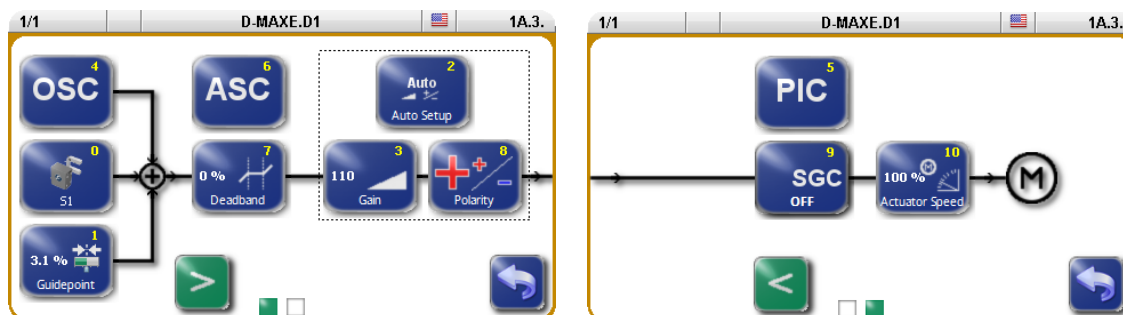 1/1 D-MAXE.D1 1A.3.
4 OSC
6 ASC
2 Auto
Auto Setup
0
S1
7 0 %
Deadband
3 110
Gain
8
Polarity
1 3.1 %
Guidepoint
>
1/1 D-MAXE.D1 1A.3.
5 PIC
9 SGC
OFF
10 M 100 %
Actuator Speed
M
<